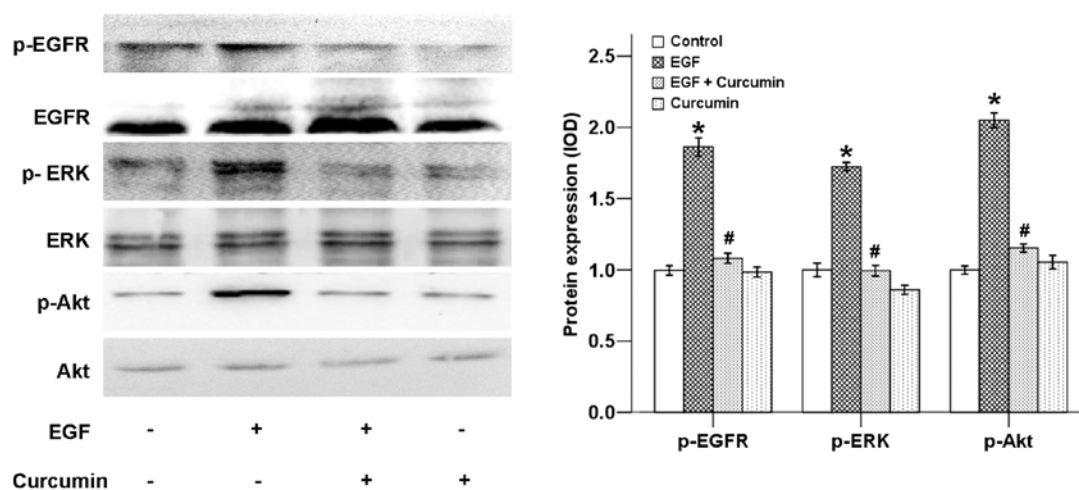 p-EGFR
EGFR
p- ERK
ERK
p-Akt
Akt
EGF - + + -
Curcumin - - + +
Protein expression (IOD)
2.5
2.0
1.5
1.0
0.5
0.0
Control
EGF
EGF + Curcumin
Curcumin
* # * # * #
p-EGFR p-ERK p-Akt